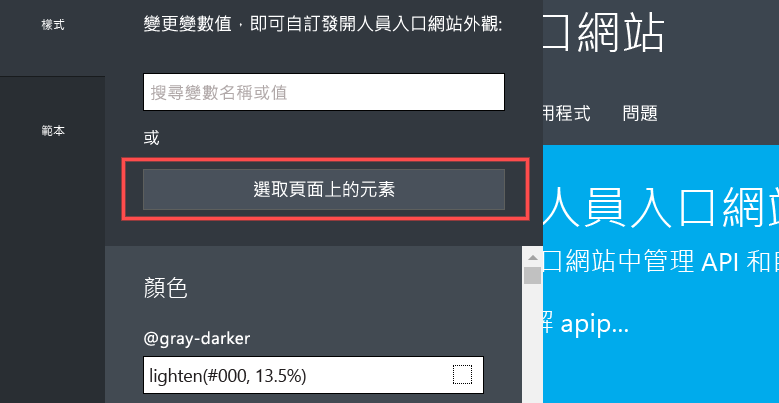 樣式
範本
變更變數值，即可自訂發開人員入口網站外觀:
搜尋變數名稱或值
或
選取頁面上的元素
顏色
@gray-darker
lighten(#000, 13.5%)
口網站
用程式 問題
人員入口網站
口網站中管理 API 和
解 apip...